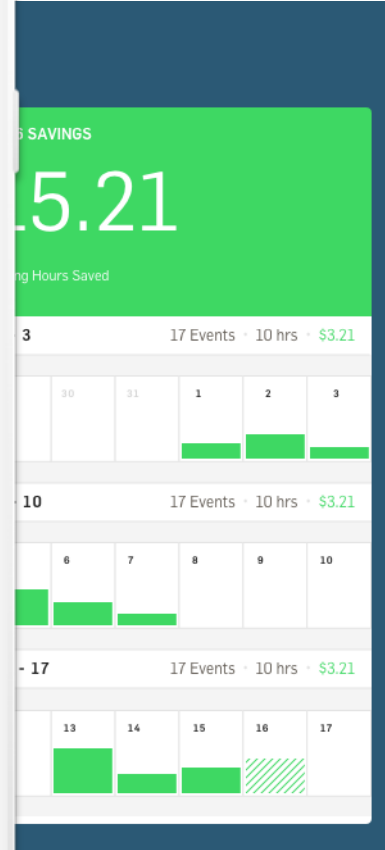 SAVINGS
5.21
Hours Saved
3 17 Events · 10 hrs · $3.21
30 31 1 2 3
- 10 17 Events · 10 hrs · $3.21
6 7 8 9 10
- 17 17 Events · 10 hrs · $3.21
13 14 15 16 17